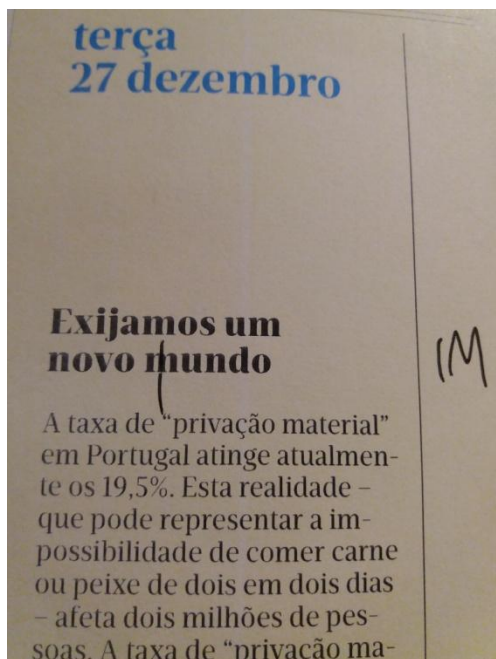 terça
27 dezembro
Exijamos um
novo mundo
IM
A taxa de “privação material”
em Portugal atinge atualmen-
te os 19,5%. Esta realidade –
que pode representar a im-
possibilidade de comer carne
ou peixe de dois em dois dias
– afeta dois milhões de pes-
soas. A taxa de “privação ma-